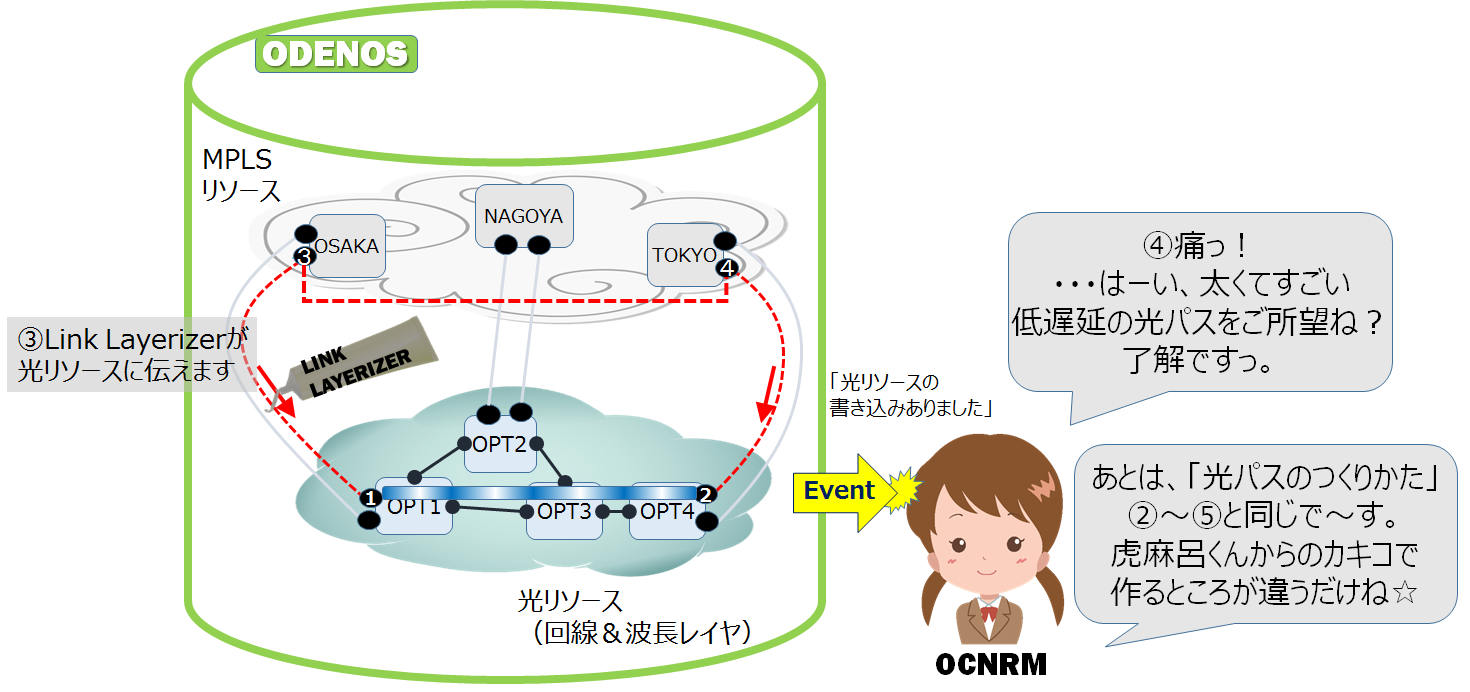 ODENOS
MPLS
リソース
NAGOYA
OSAKA
TOKYO
3
4
③Link Layerizerが
光リソースに伝えます
LINK
LAYERIZER
OPT2
1
2
OPT1
OPT3
OPT4
光リソース
（回線＆波長レイヤ）
「光リソースの
書き込みありました」
Event
④痛っ！
・・・はーい、太くてすごい
低遅延の光パスをご所望ね？
了解ですっ。
あとは、「光パスのつくりかた」
②～⑤と同じで～す。
虎麻呂くんからのカキコで
作るところが違うだけね☆
OCNRM